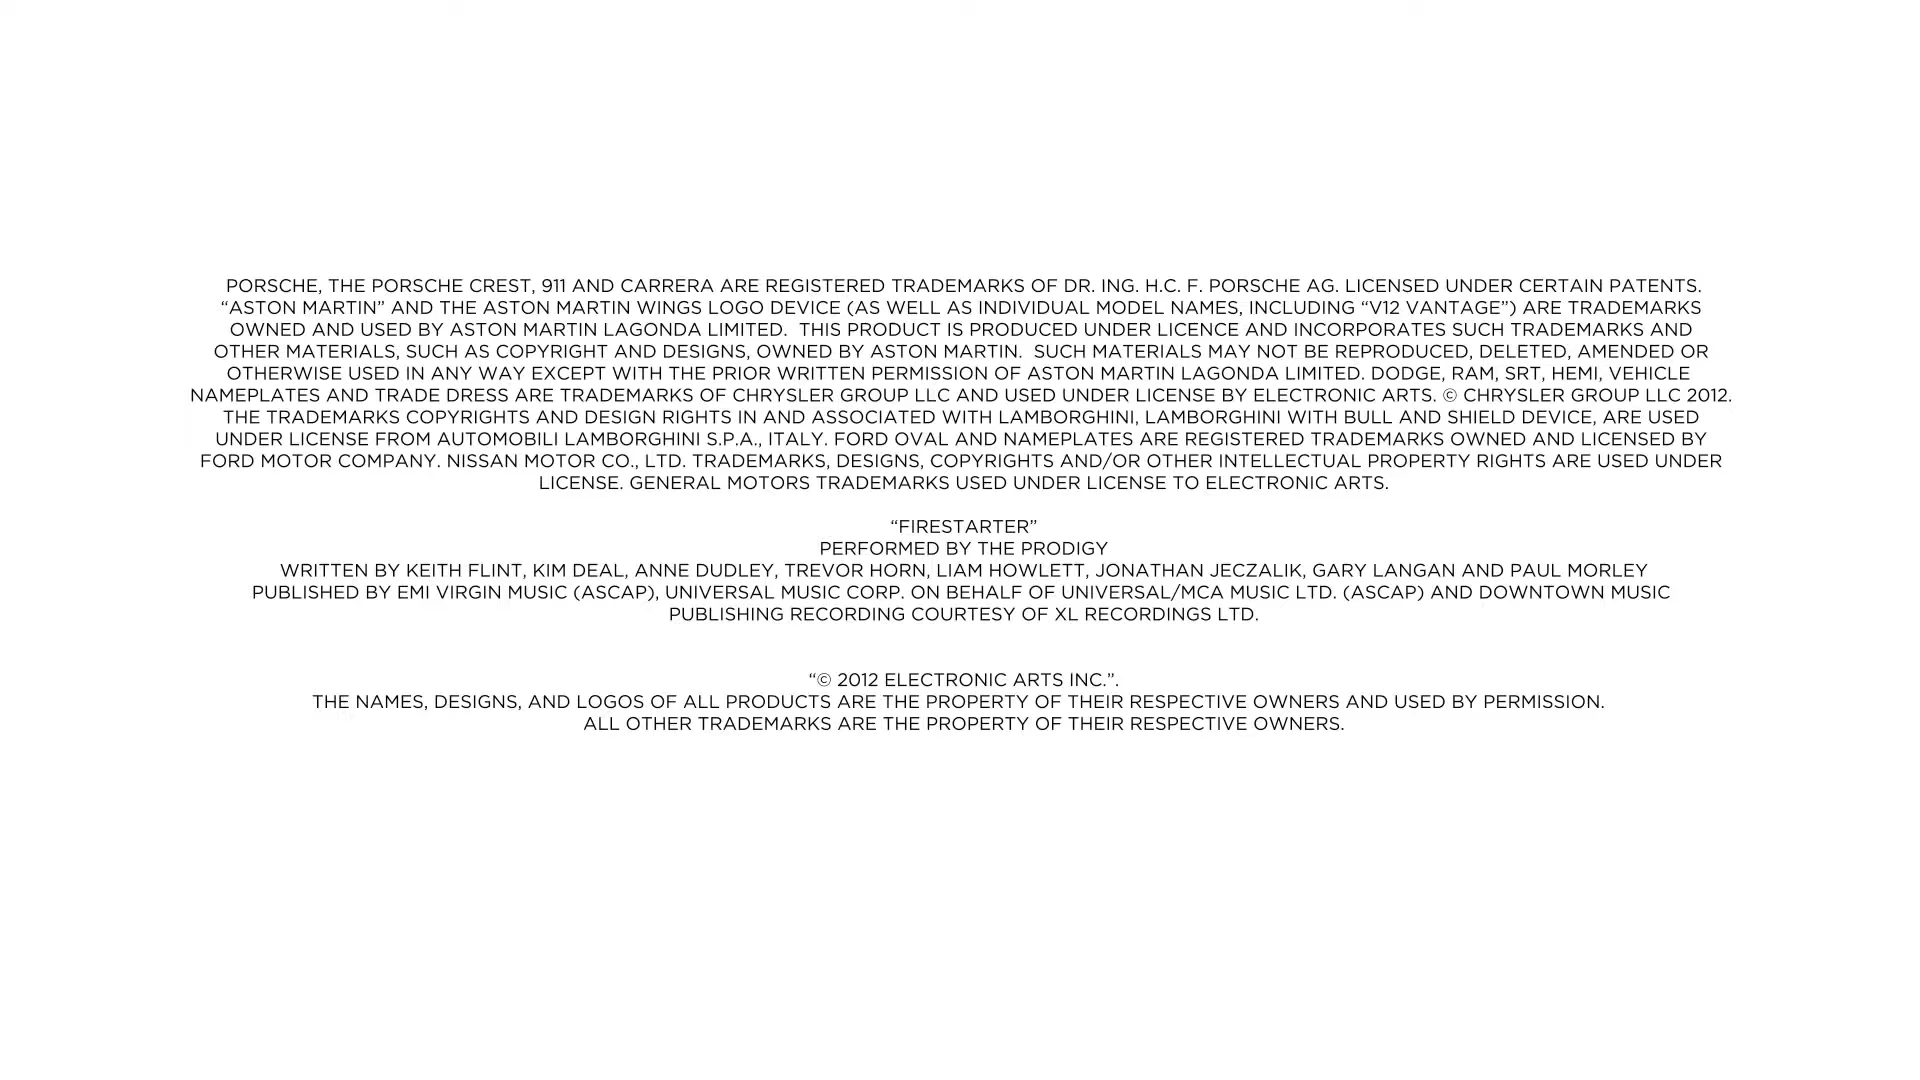 PORSCHE, THE PORSCHE CREST, 911 AND CARRERA ARE REGISTERED TRADEMARKS OF DR. ING. H.C. F. PORSCHE AG. LICENSED UNDER CERTAIN PATENTS.
“ASTON MARTIN” AND THE ASTON MARTIN WINGS LOGO DEVICE (AS WELL AS INDIVIDUAL MODEL NAMES, INCLUDING “V12 VANTAGE”) ARE TRADEMARKS
OWNED AND USED BY ASTON MARTIN LAGONDA LIMITED.  THIS PRODUCT IS PRODUCED UNDER LICENCE AND INCORPORATES SUCH TRADEMARKS AND
OTHER MATERIALS, SUCH AS COPYRIGHT AND DESIGNS, OWNED BY ASTON MARTIN.  SUCH MATERIALS MAY NOT BE REPRODUCED, DELETED, AMENDED OR
OTHERWISE USED IN ANY WAY EXCEPT WITH THE PRIOR WRITTEN PERMISSION OF ASTON MARTIN LAGONDA LIMITED. DODGE, RAM, SRT, HEMI, VEHICLE
NAMEPLATES AND TRADE DRESS ARE TRADEMARKS OF CHRYSLER GROUP LLC AND USED UNDER LICENSE BY ELECTRONIC ARTS. © CHRYSLER GROUP LLC 2012.
THE TRADEMARKS COPYRIGHTS AND DESIGN RIGHTS IN AND ASSOCIATED WITH LAMBORGHINI, LAMBORGHINI WITH BULL AND SHIELD DEVICE, ARE USED
UNDER LICENSE FROM AUTOMOBILI LAMBORGHINI S.P.A., ITALY. FORD OVAL AND NAMEPLATES ARE REGISTERED TRADEMARKS OWNED AND LICENSED BY
FORD MOTOR COMPANY. NISSAN MOTOR CO., LTD. TRADEMARKS, DESIGNS, COPYRIGHTS AND/OR OTHER INTELLECTUAL PROPERTY RIGHTS ARE USED UNDER
LICENSE. GENERAL MOTORS TRADEMARKS USED UNDER LICENSE TO ELECTRONIC ARTS.
“FIRESTARTER”
PERFORMED BY THE PRODIGY
WRITTEN BY KEITH FLINT, KIM DEAL, ANNE DUDLEY, TREVOR HORN, LIAM HOWLETT, JONATHAN JECZALIK, GARY LANGAN AND PAUL MORLEY
PUBLISHED BY EMI VIRGIN MUSIC (ASCAP), UNIVERSAL MUSIC CORP. ON BEHALF OF UNIVERSAL/MCA MUSIC LTD. (ASCAP) AND DOWNTOWN MUSIC
PUBLISHING RECORDING COURTESY OF XL RECORDINGS LTD.
“© 2012 ELECTRONIC ARTS INC.”.
THE NAMES, DESIGNS, AND LOGOS OF ALL PRODUCTS ARE THE PROPERTY OF THEIR RESPECTIVE OWNERS AND USED BY PERMISSION.
ALL OTHER TRADEMARKS ARE THE PROPERTY OF THEIR RESPECTIVE OWNERS.